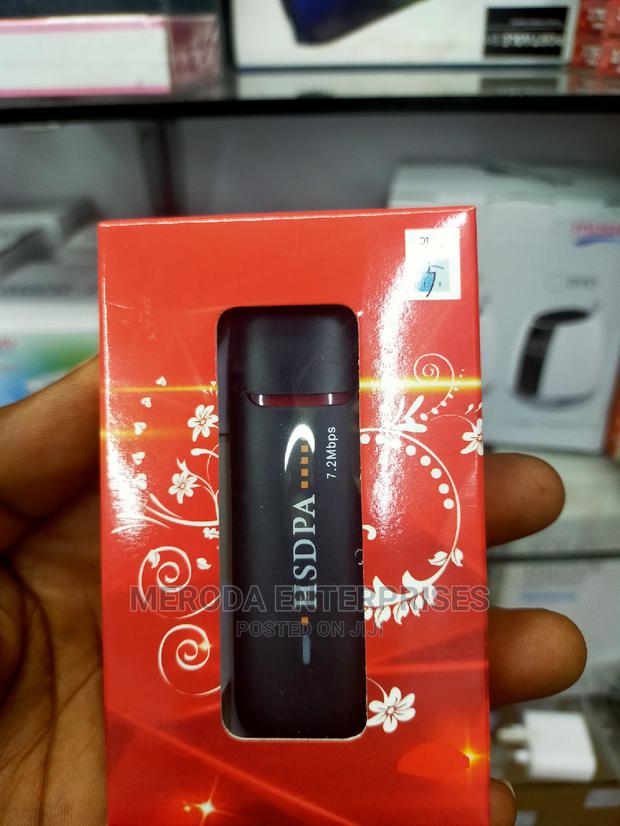 HSDPA
7.2Mbps
MERODA ENTERPRISES
POSTED ON JIJI